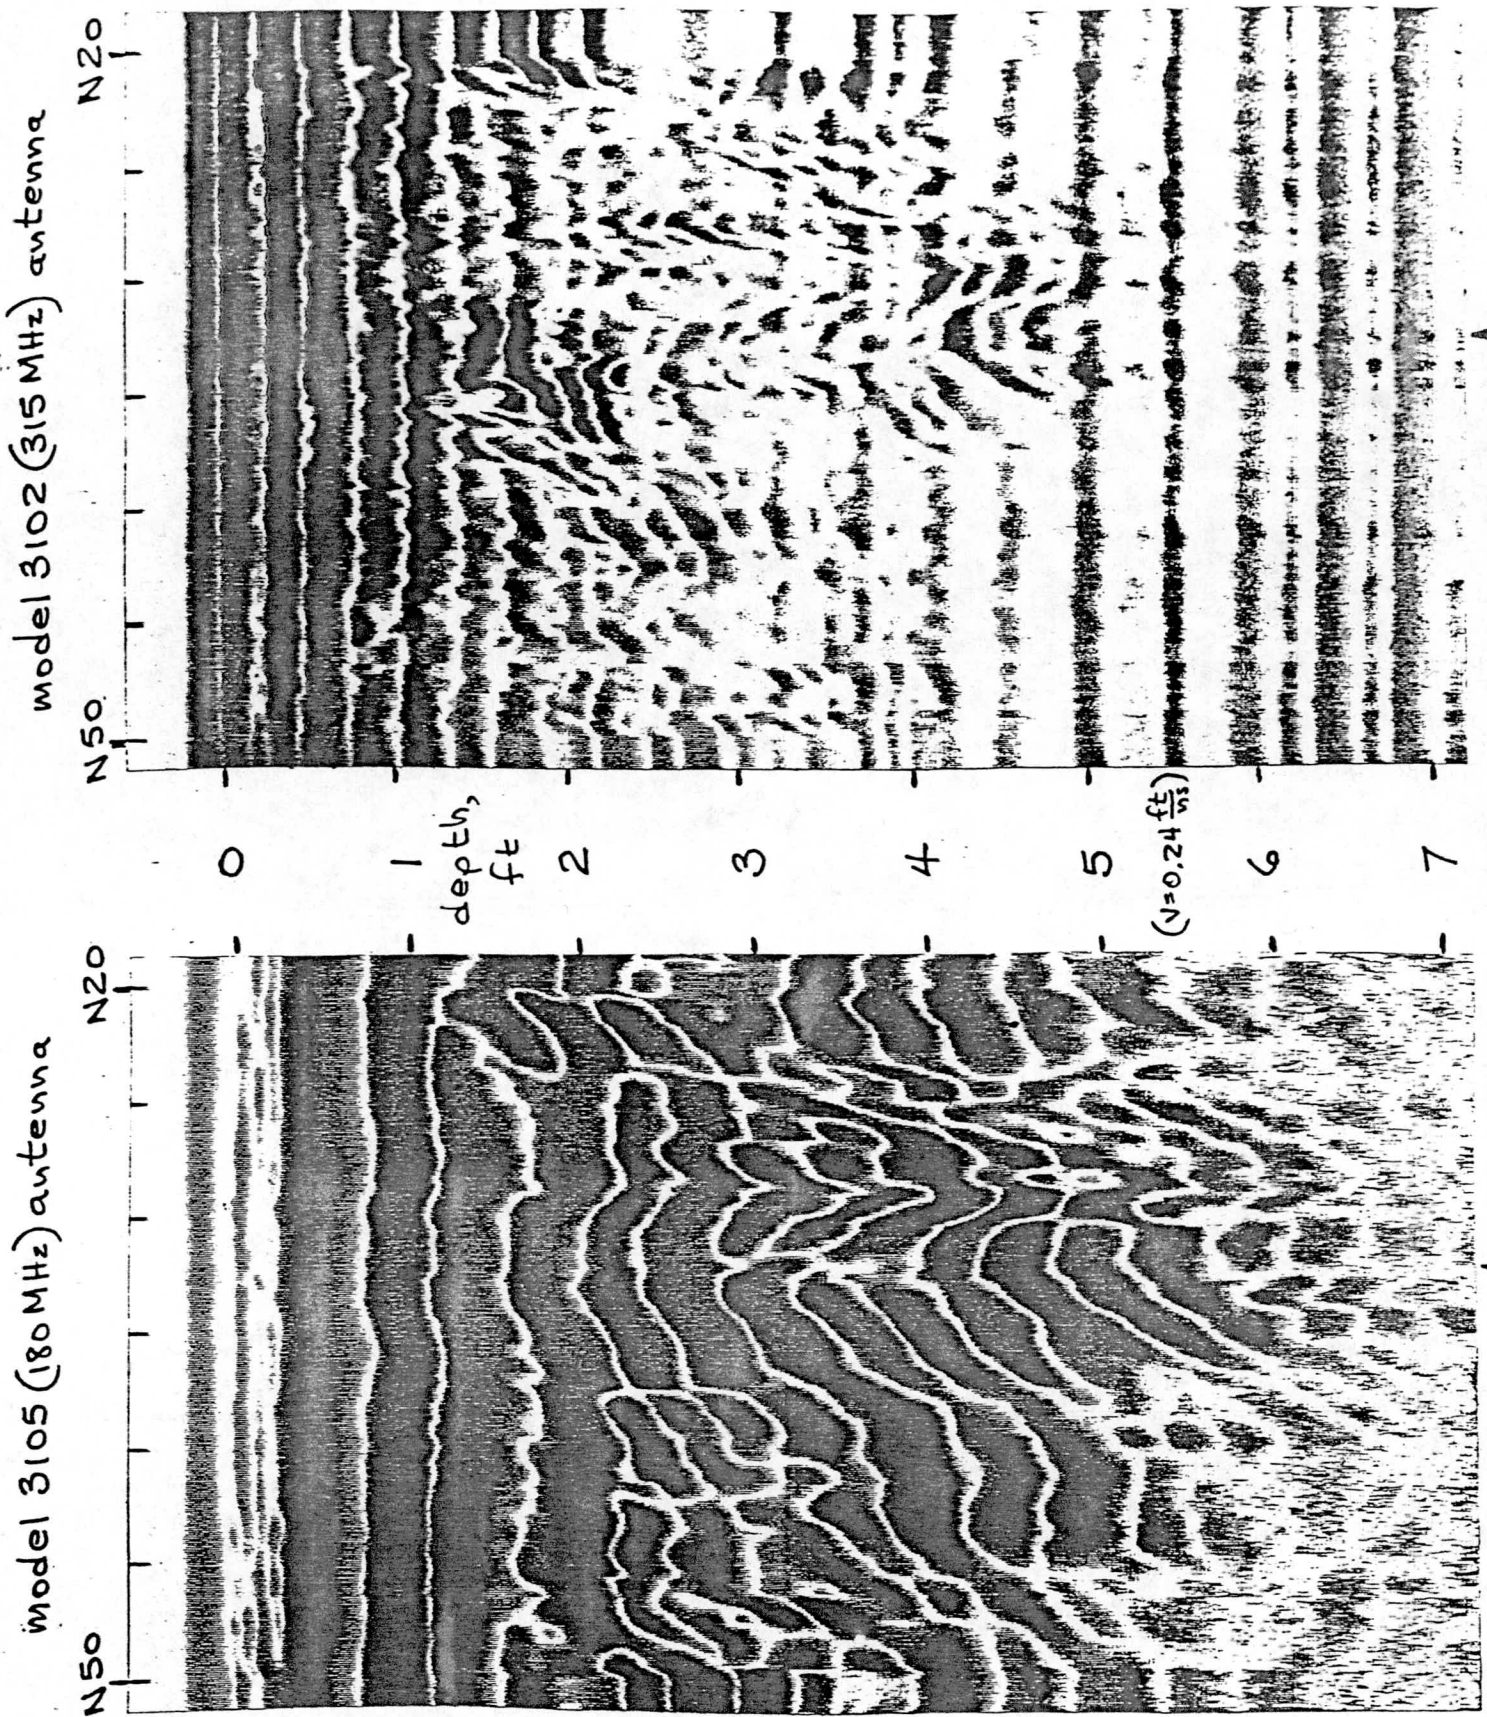 model 3105 (180 MHz) antenna
N50
N20
model 3102 (315 MHz) antenna
N50
N20
0
1
depth,
ft
2
3
4
5
(v=0.24 ft/ns)
6
7